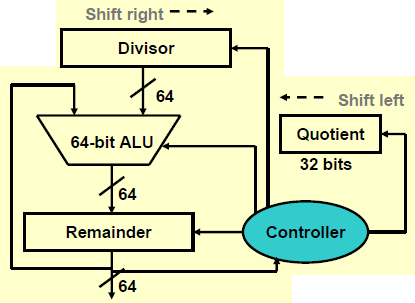 Shift right
Divisor
64
Shift left
64-bit ALU
Quotient
32 bits
64
Remainder
Controller
64